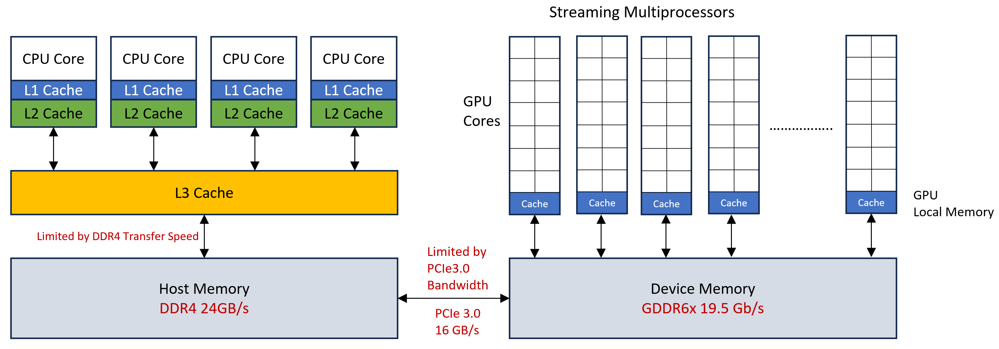 Streaming Multiprocessors
CPU Core
L1 Cache
L2 Cache
CPU Core
L1 Cache
L2 Cache
CPU Core
L1 Cache
L2 Cache
CPU Core
L1 Cache
L2 Cache
L3 Cache
Limited by DDR4 Transfer Speed
Host Memory
DDR4 24GB/s
Limited by
PCIe3.0
Bandwidth
PCIe 3.0
16 GB/s
GPU
Cores
.................
Cache
Cache
Cache
Cache
Cache
GPU
Local Memory
Device Memory
GDDR6x 19.5 Gb/s